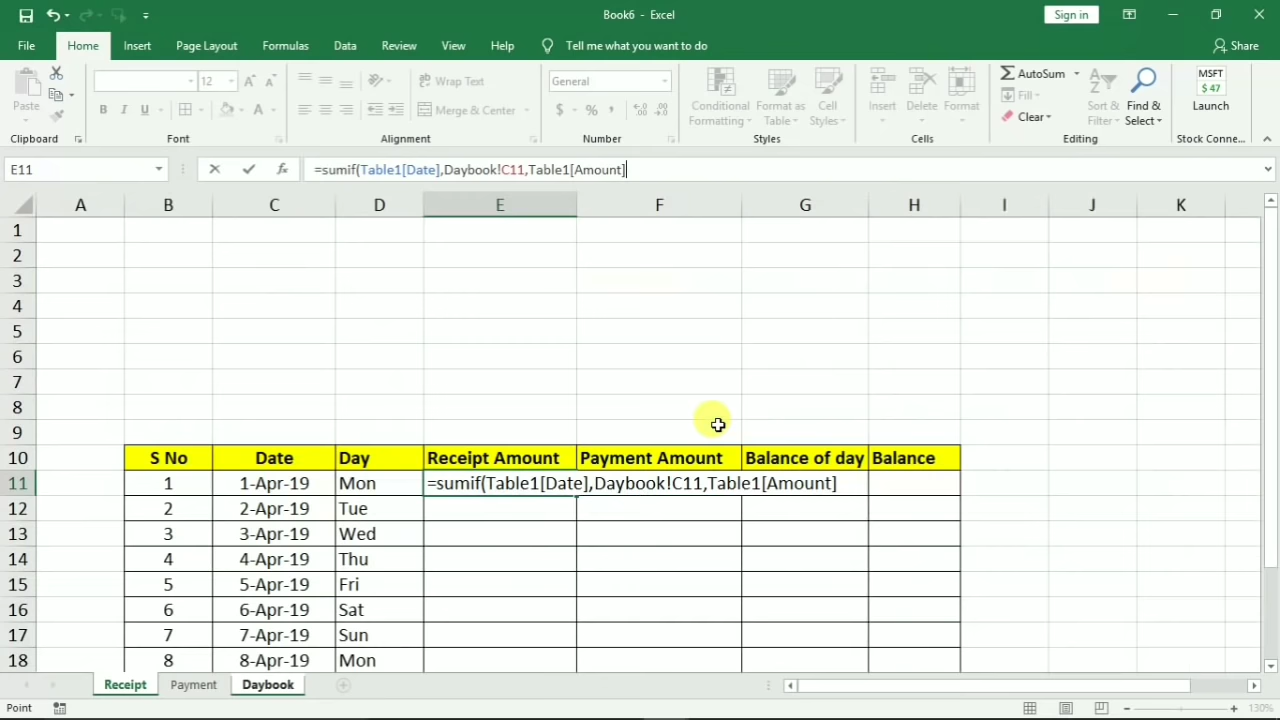 Book6 - Excel
Sign in
File Home Insert Page Layout Formulas Data Review View Help Tell me what you want to do Share
Paste
12
Wrap Text
General
Conditional Formatting
Format as Table
Cell Styles
Insert
Delete
Format
AutoSum
Fill
Clear
Sort & Filter
Find & Select
MSFT
$ 47
Launch
B I U
A
Merge & Center
$ % ,
Clipboard Font Alignment Number Styles Cells Editing Stock Conne...
E11 fx =sumif(Table1[Date],Daybook!C11,Table1[Amount]
A B C D E F G H I J K
1
2
3
4
5
6
7
8
9
10 S No Date Day Receipt Amount Payment Amount Balance of day Balance
11 1 1-Apr-19 Mon =sumif(Table1[Date],Daybook!C11,Table1[Amount]
12 2 2-Apr-19 Tue
13 3 3-Apr-19 Wed
14 4 4-Apr-19 Thu
15 5 5-Apr-19 Fri
16 6 6-Apr-19 Sat
17 7 7-Apr-19 Sun
18 8 8-Apr-19 Mon
Receipt Payment Daybook
Point 130%